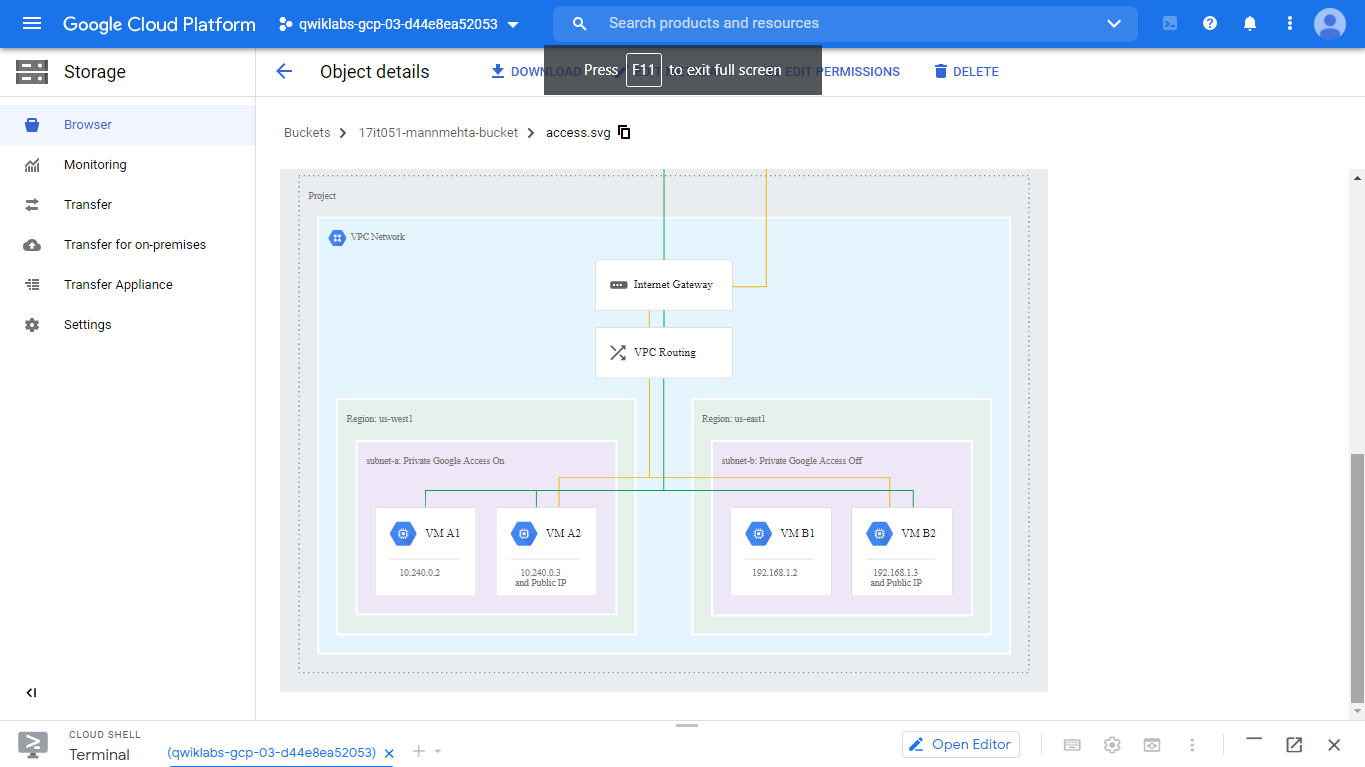 Google Cloud Platform
qwiklabs-gcp-03-d44e8ea52053
Search products and resources
Storage
Object details
DOWNLOAD
Press F11 to exit full screen
EDIT PERMISSIONS
DELETE
Browser
Monitoring
Transfer
Transfer for on-premises
Transfer Appliance
Settings
Buckets
17it051-mannmehta-bucket
access.svg
Project
VPC Network
Internet Gateway
VPC Routing
Region: us-west1
subnet-a: Private Google Access On
VM A1
10.240.0.2
VM A2
10.240.0.3
and Public IP
Region: us-east1
subnet-b: Private Google Access Off
VM B1
192.168.1.2
VM B2
192.168.1.3
and Public IP
CLOUD SHELL
Terminal
(qwiklabs-gcp-03-d44e8ea52053)
Open Editor